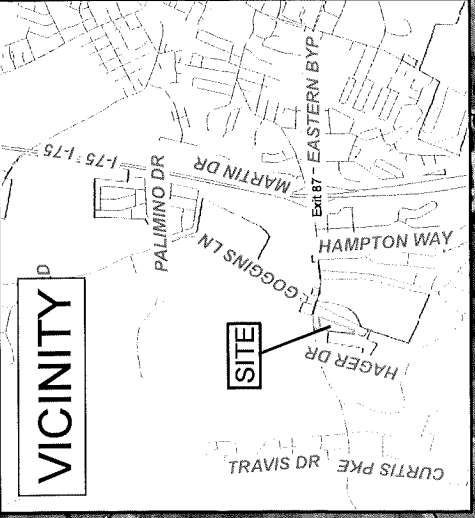 VICINITY
D
I-75
I-75
PALIMINO DR
MARTIN DR
GOGGINS LN
Exit 87
EASTERN BYP
HAMPTON WAY
SITE
HAGER DR
TRAVIS DR
CURTIS PKE